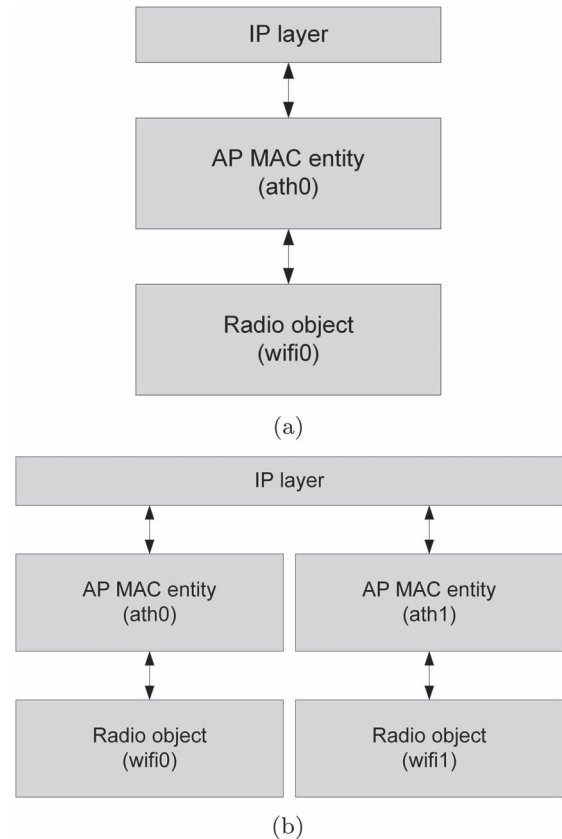 IP layer
AP MAC entity
(ath0)
Radio object
(wifi0)
(a)
IP layer
AP MAC entity
(ath0)
AP MAC entity
(ath1)
Radio object
(wifi0)
Radio object
(wifi1)
(b)